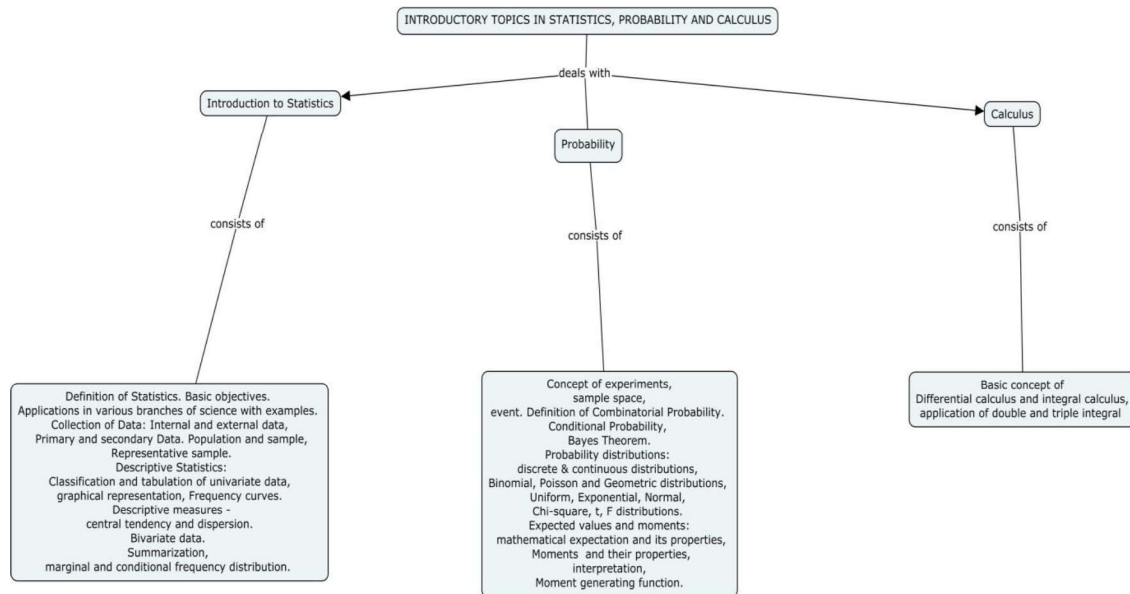 INTRODUCTORY TOPICS IN STATISTICS, PROBABILITY AND CALCULUS
deals with
Introduction to Statistics
Probability
Calculus
consists of
consists of
consists of
Definition of Statistics. Basic objectives.
Applications in various branches of science with examples.
Collection of Data: Internal and external data,
Primary and secondary Data. Population and sample,
Representative sample.
Descriptive Statistics:
Classification and tabulation of univariate data,
graphical representation, Frequency curves.
Descriptive measures -
central tendency and dispersion.
Bivariate data.
Summarization,
marginal and conditional frequency distribution.
Concept of experiments,
sample space,
event. Definition of Combinatorial Probability.
Conditional Probability,
Bayes Theorem.
Probability distributions:
discrete & continuous distributions,
Binomial, Poisson and Geometric distributions,
Uniform, Exponential, Normal,
Chi-square, t, F distributions.
Expected values and moments:
mathematical expectation and its properties,
Moments and their properties,
interpretation,
Moment generating function.
Basic concept of
Differential calculus and integral calculus,
application of double and triple integral